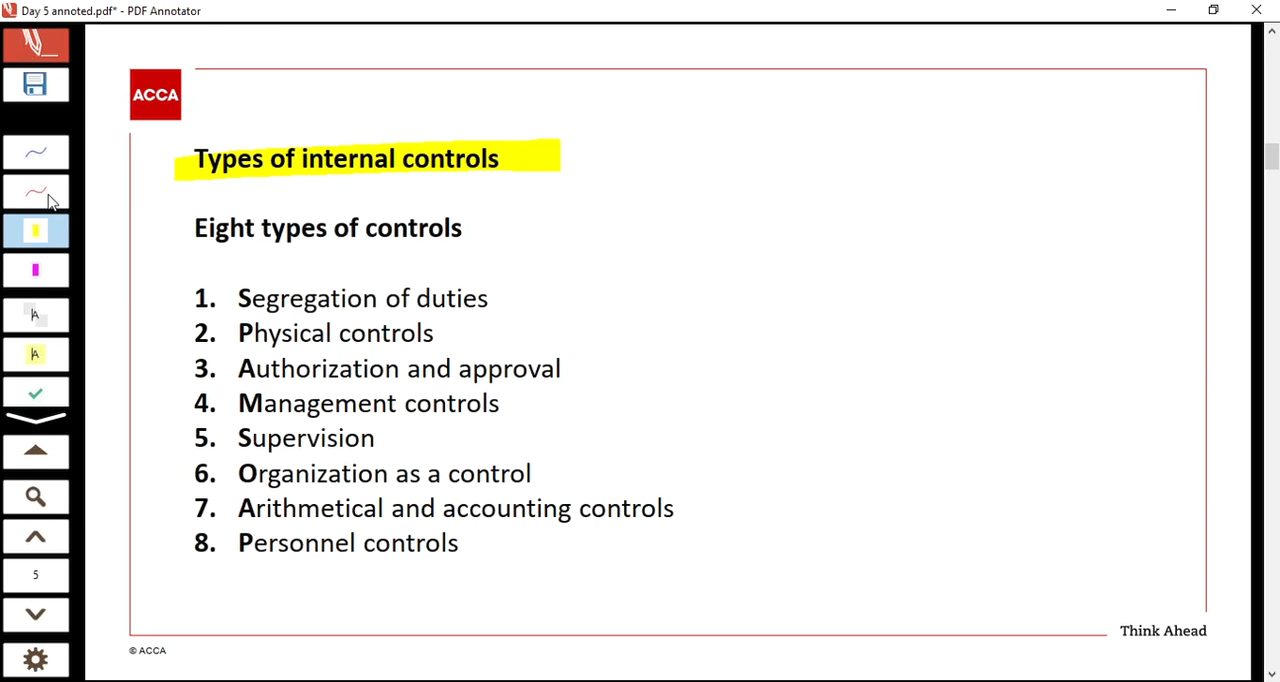 Day 5 annoted.pdf* - PDF Annotator
ACCA
Types of internal controls
Eight types of controls
1. Segregation of duties
2. Physical controls
3. Authorization and approval
4. Management controls
5. Supervision
6. Organization as a control
7. Arithmetical and accounting controls
8. Personnel controls
A
A
5
Think Ahead
© ACCA